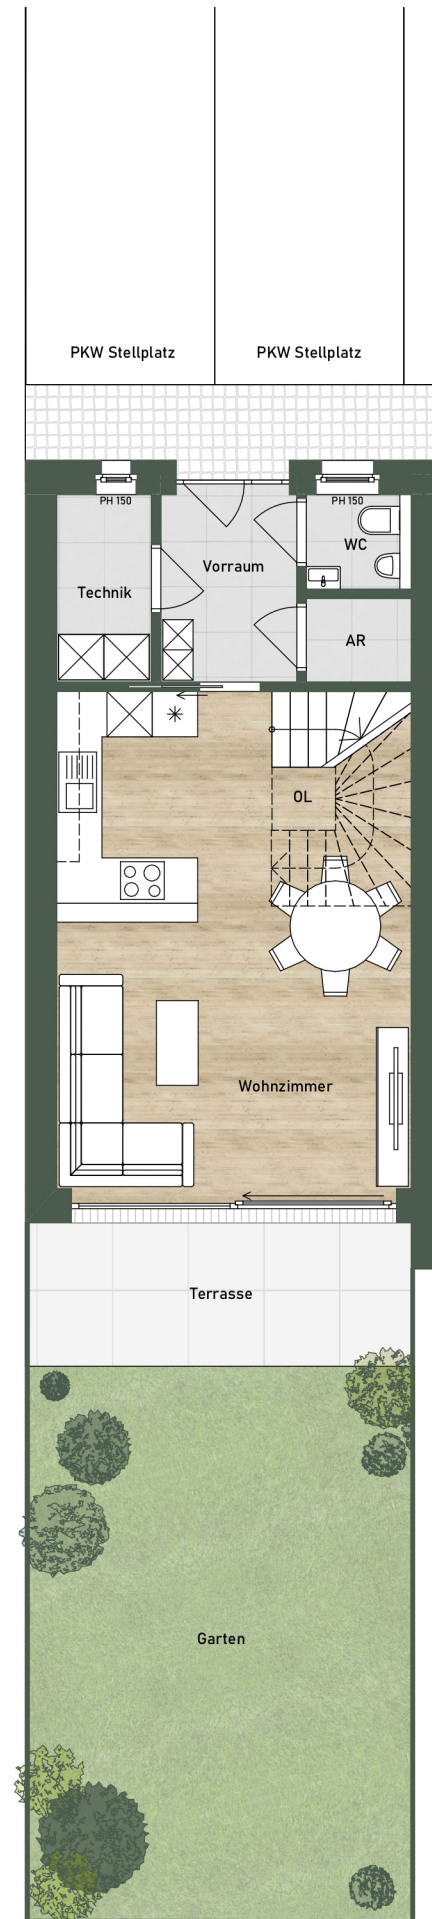 PKW Stellplatz
PKW Stellplatz
PH 150
PH 150
WC
Vorraum
Technik
AR
OL
Wohnzimmer
Terrasse
Garten